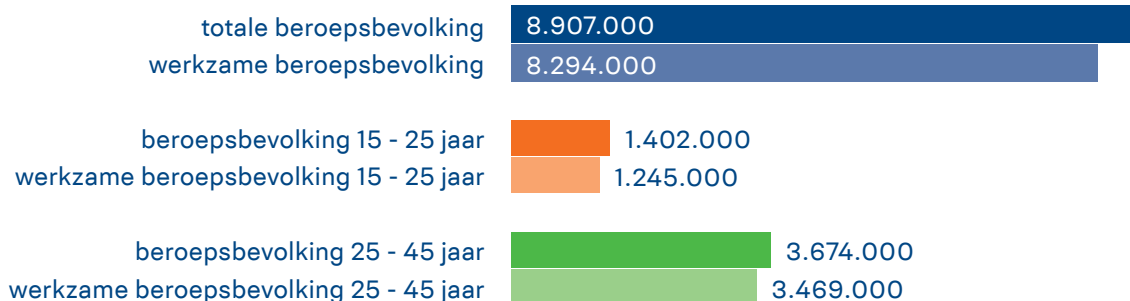 totale beroepsbevolking 8.907.000
werkzame beroepsbevolking 8.294.000
beroepsbevolking 15 - 25 jaar 1.402.000
werkzame beroepsbevolking 15 - 25 jaar 1.245.000
beroepsbevolking 25 - 45 jaar 3.674.000
werkzame beroepsbevolking 25 - 45 jaar 3.469.000